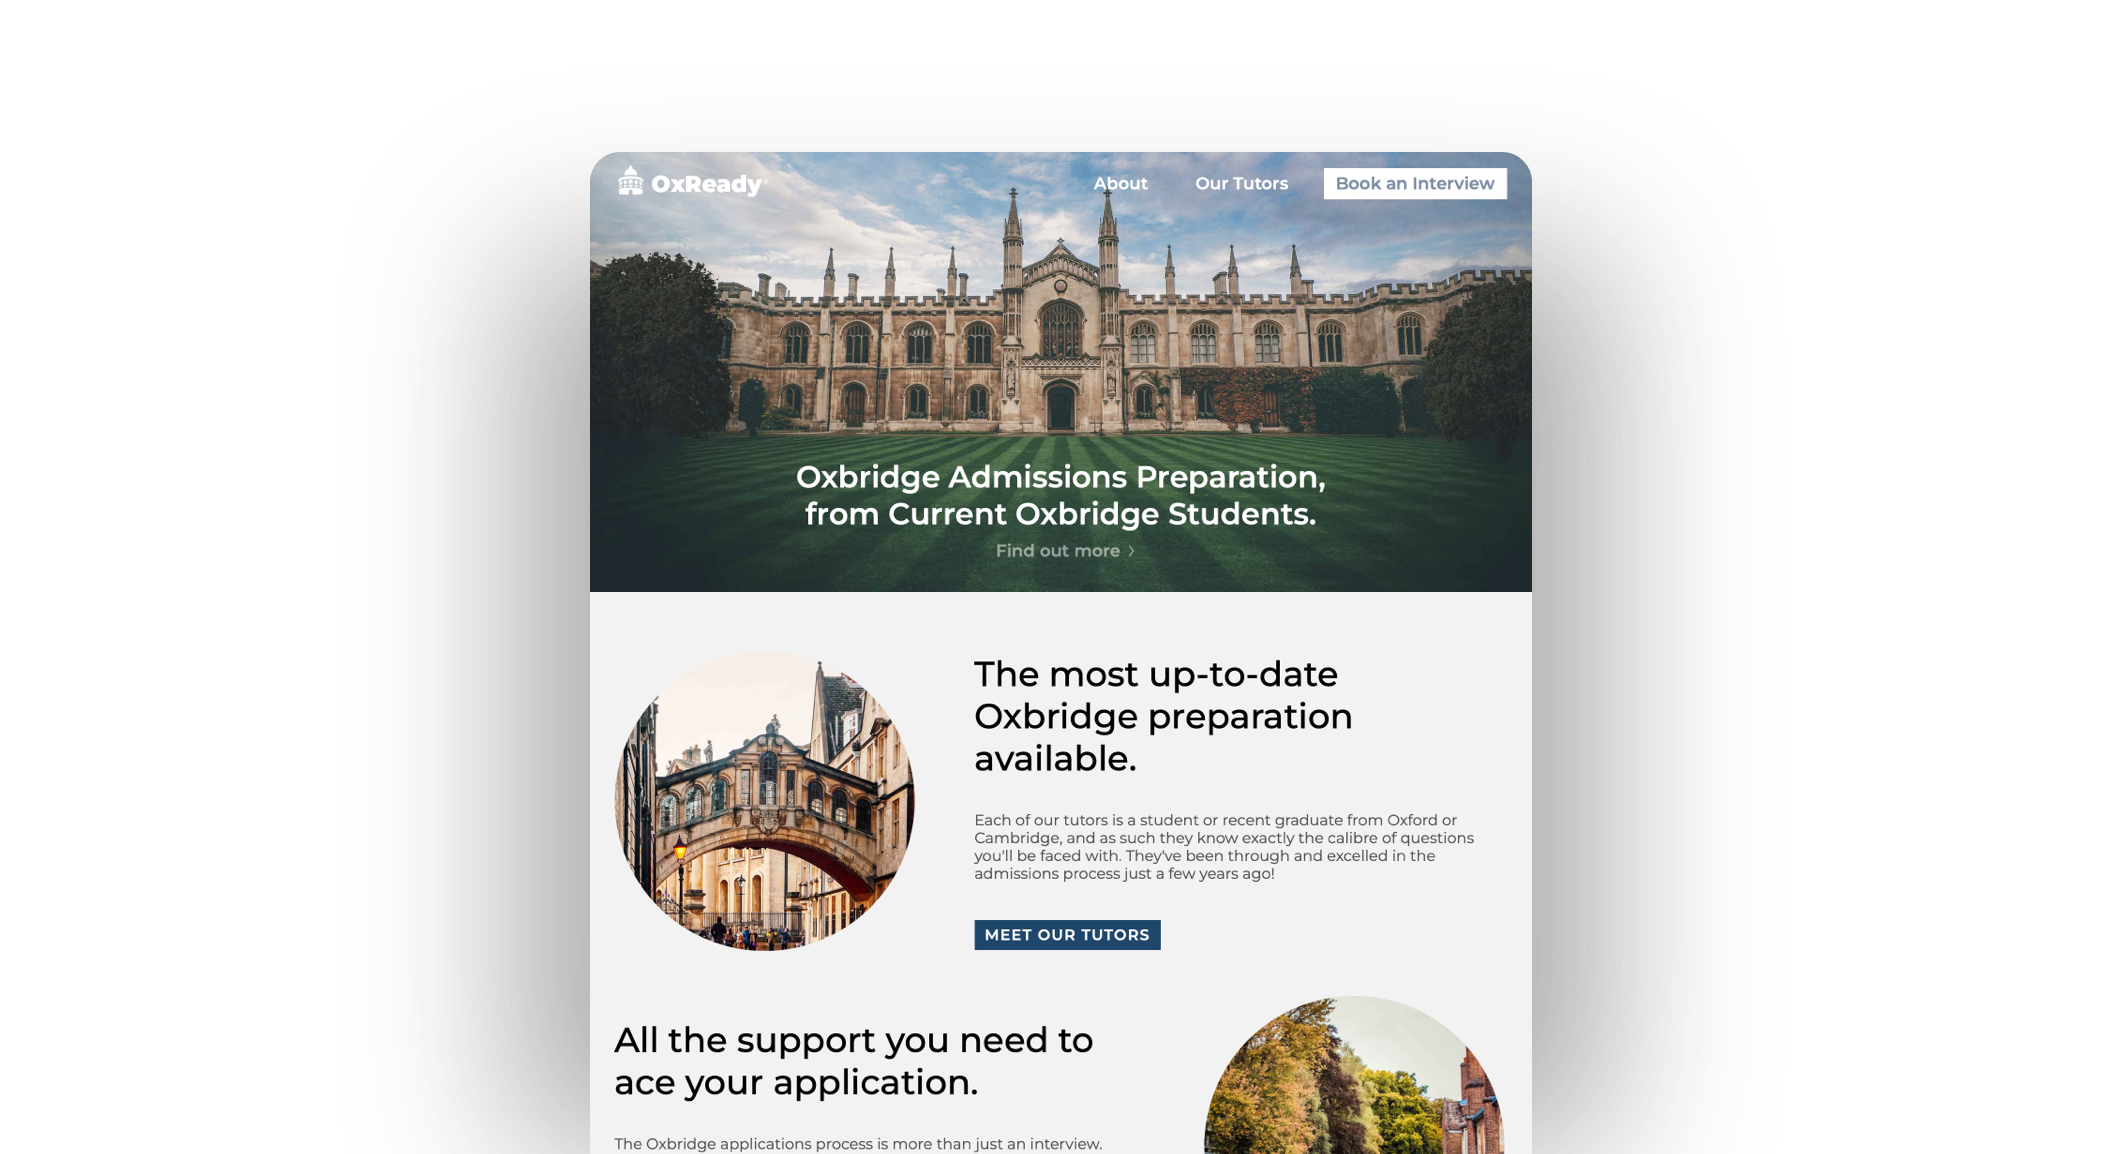 OxReady
About
Our Tutors
Book an Interview
Oxbridge Admissions Preparation,
from Current Oxbridge Students.
Find out more
The most up-to-date
Oxbridge preparation
available.
Each of our tutors is a student or recent graduate from Oxford or
Cambridge, and as such they know exactly the calibre of questions
you'll be faced with. They've been through and excelled in the
admissions process just a few years ago!
MEET OUR TUTORS
All the support you need to
ace your application.
The Oxbridge applications process is more than just an interview.